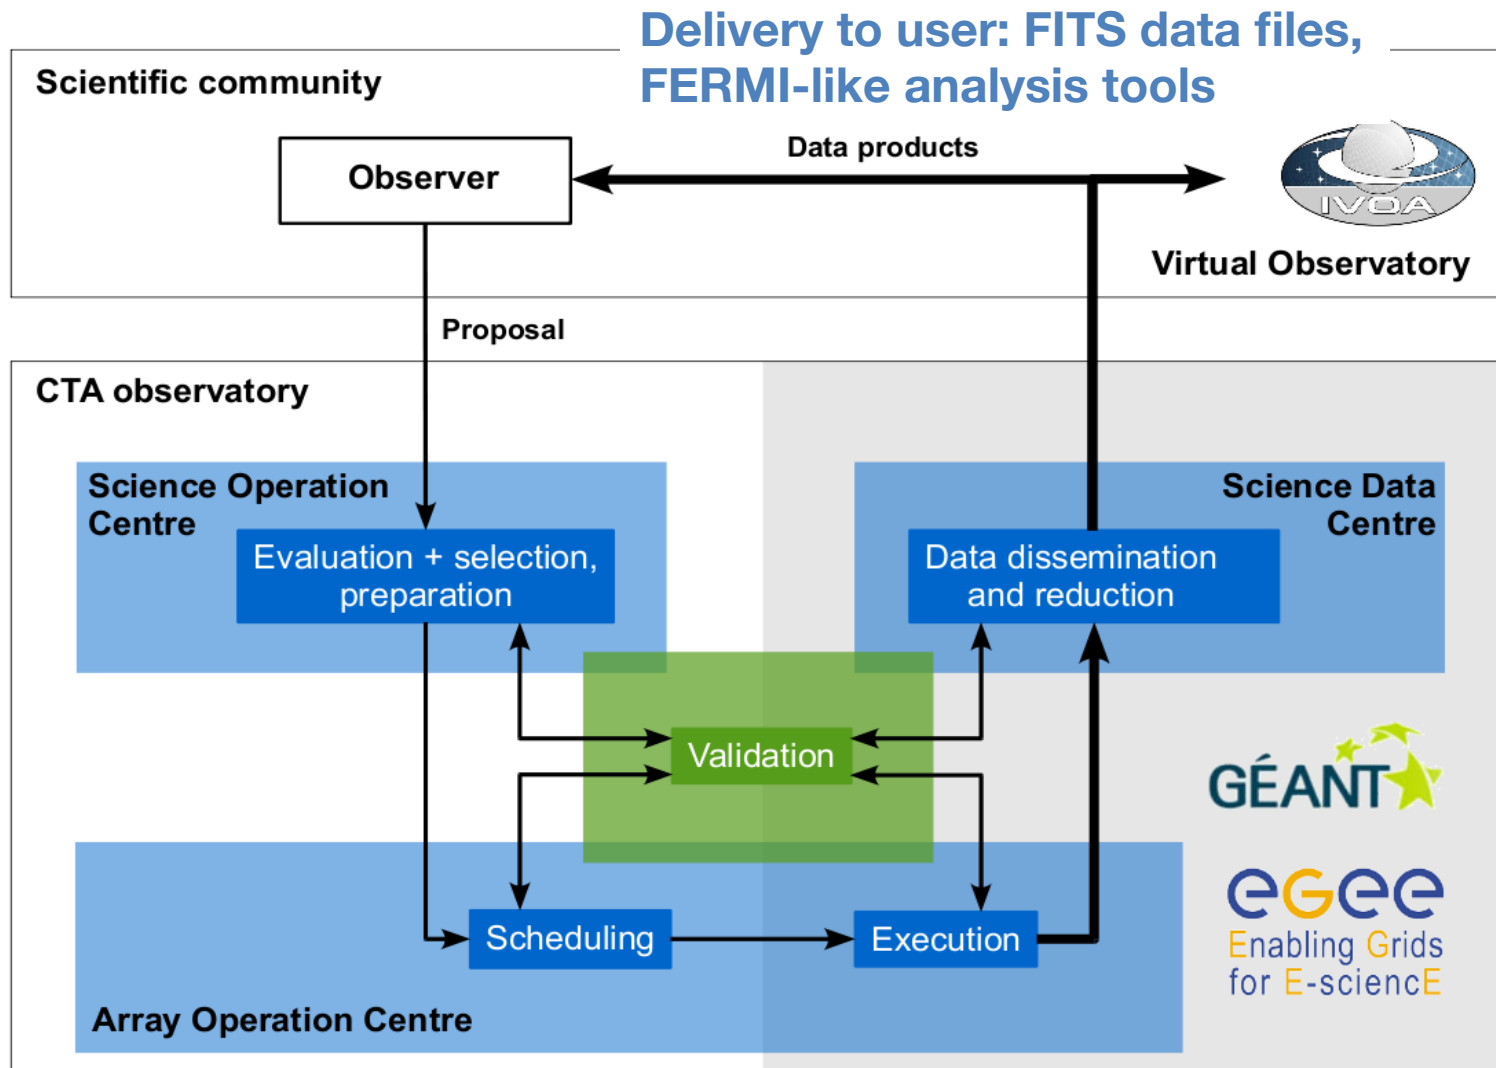 Delivery to user: FITS data files,
FERMI-like analysis tools
Scientific community
Data products
Observer
IVOA
Virtual Observatory
Proposal
CTA observatory
Science Operation
Centre
Science Data
Centre
Evaluation + selection,
preparation
Data dissemination
and reduction
Validation
GÉANT
Scheduling
Execution
eGee
Enabling Grids
for E-sciencE
Array Operation Centre